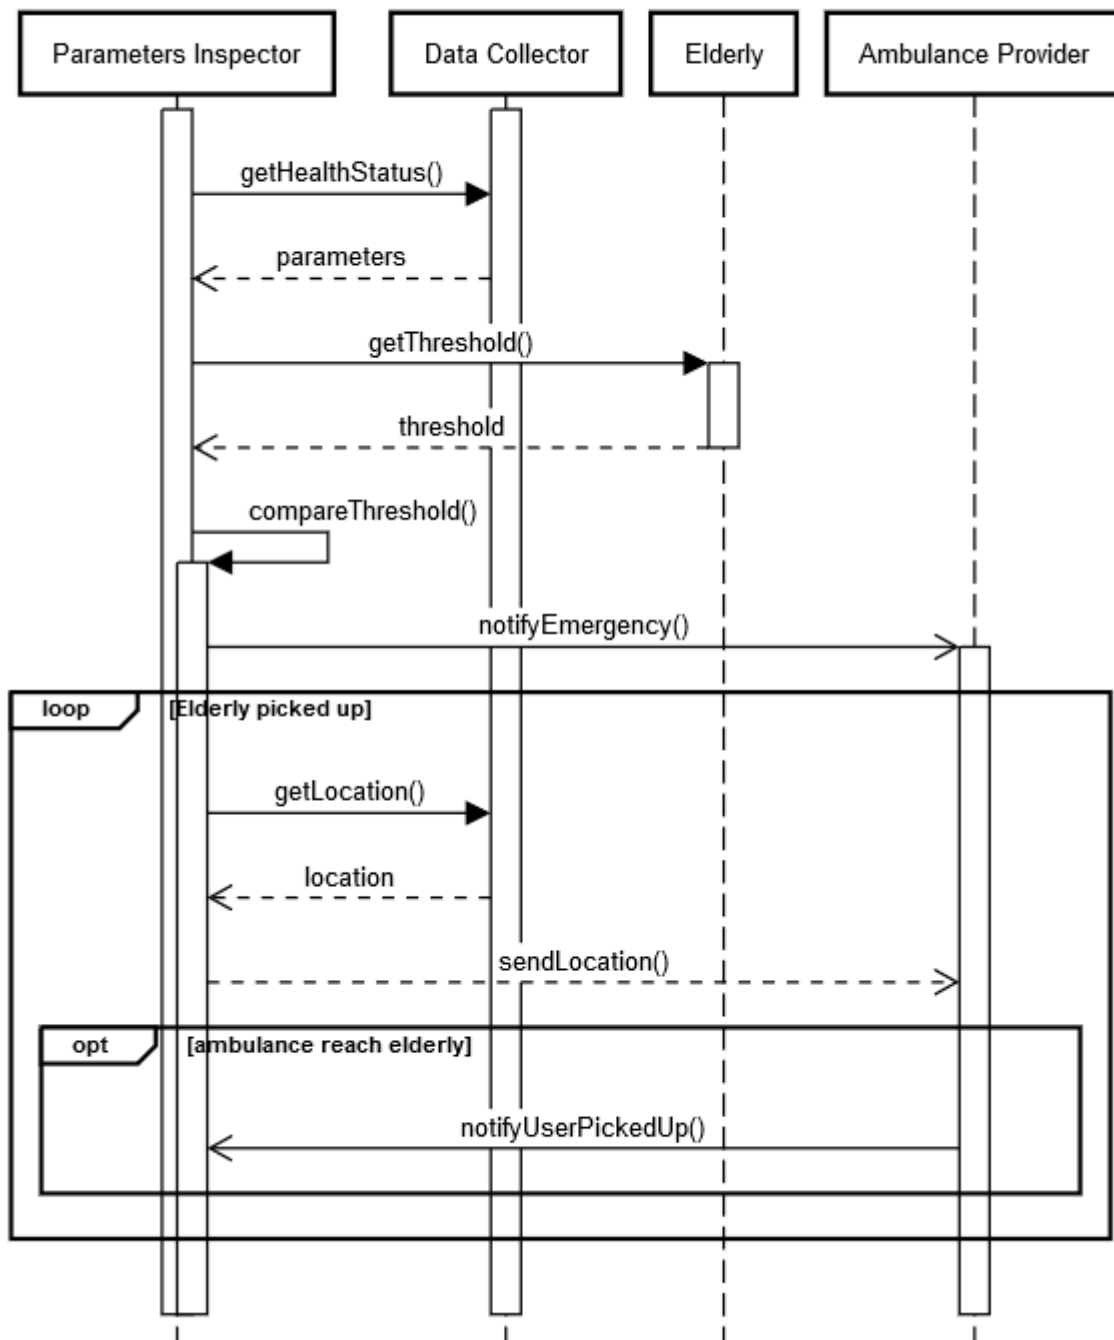 Parameters Inspector
Data Collector
Elderly
Ambulance Provider
getHealthStatus()
parameters
getThreshold()
threshold
compareThreshold()
notifyEmergency()
loop
[Elderly picked up]
getLocation()
location
sendLocation()
opt
[ambulance reach elderly]
notifyUserPickedUp()